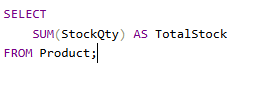 SELECT
    SUM(StockQty) AS TotalStock
FROM Product;